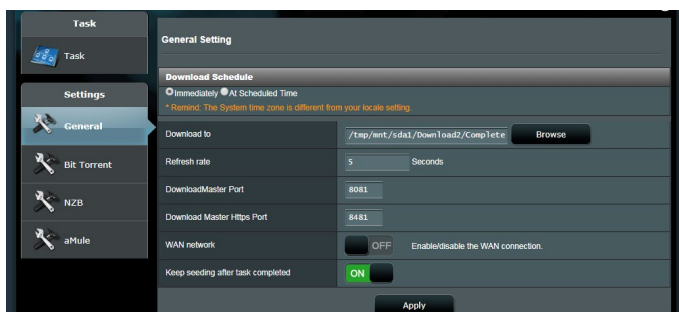 Task
Task
Settings
General
Bit Torrent
NZB
aMule
General Setting
Download Schedule
Immediately At Scheduled Time
* Remind: The System time zone is different from your locale setting.
Download to /tmp/mnt/sda1/Download2/Complete Browse
Refresh rate 5 Seconds
DownloadMaster Port 8081
Download Master Https Port 8481
WAN network OFF Enable/disable the WAN connection.
Keep seeding after task completed ON
Apply